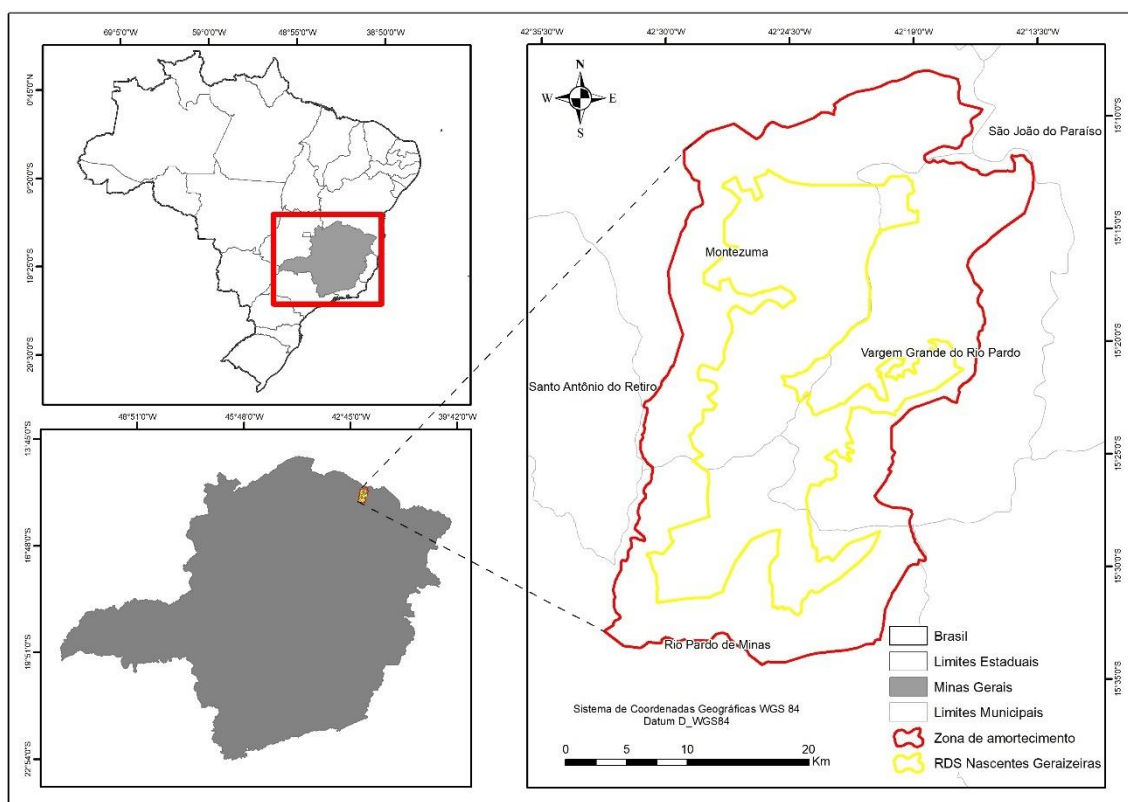 69°5'0"W 59°0'0"W 48°55'0"W 38°50'0"W
0°45'0"N
9°20'0"S
19°25'0"S
29°30'0"S
48°51'0"W 45°48'0"W 42°45'0"W 39°42'0"W
13°45'0"S
16°48'0"S
19°51'0"S
22°54'0"S
42°35'30"W 42°30'0"W 42°24'30"W 42°19'0"W 42°13'30"W
N
W E
S
São João do Paraíso
Montezuma
Vargem Grande do Rio Pardo
Santo Antônio do Retiro
Rio Pardo de Minas
15°10'0"S
15°15'0"S
15°20'0"S
15°25'0"S
15°30'0"S
15°35'0"S
Sistema de Coordenadas Geográficas WGS 84
Datum D_WGS84
0 5 10 20
Km
Brasil
Limites Estaduais
Minas Gerais
Limites Municipais
Zona de amortecimento
RDS Nascentes Geraizeiras